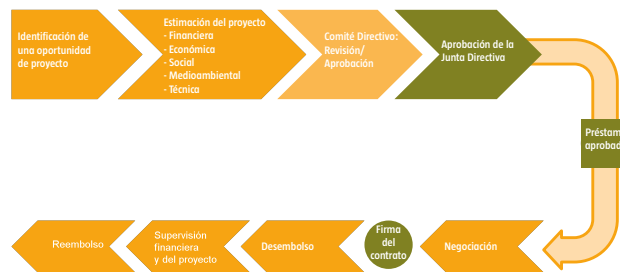 Identificación de
una oportunidad
de proyecto
Estimación del proyecto
- Financiera
- Económica
- Social
- Medioambiental
- Técnica
Comité Directivo:
Revisión/
Aprobación
Aprobación de la
Junta Directiva
Préstam
aprobad
Negociación
Firma
del
contrato
Desembolso
Supervisión
financiera
y del proyecto
Reembolso